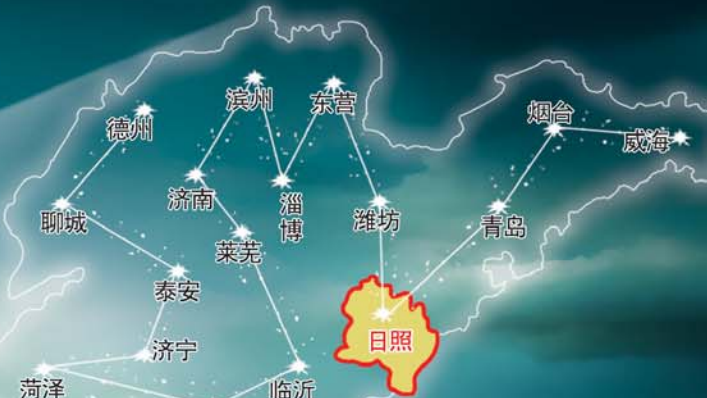 滨州
东营
烟台
德州
威海
济南
淄博
聊城
潍坊
青岛
莱芜
泰安
日照
济宁
菏泽
临沂